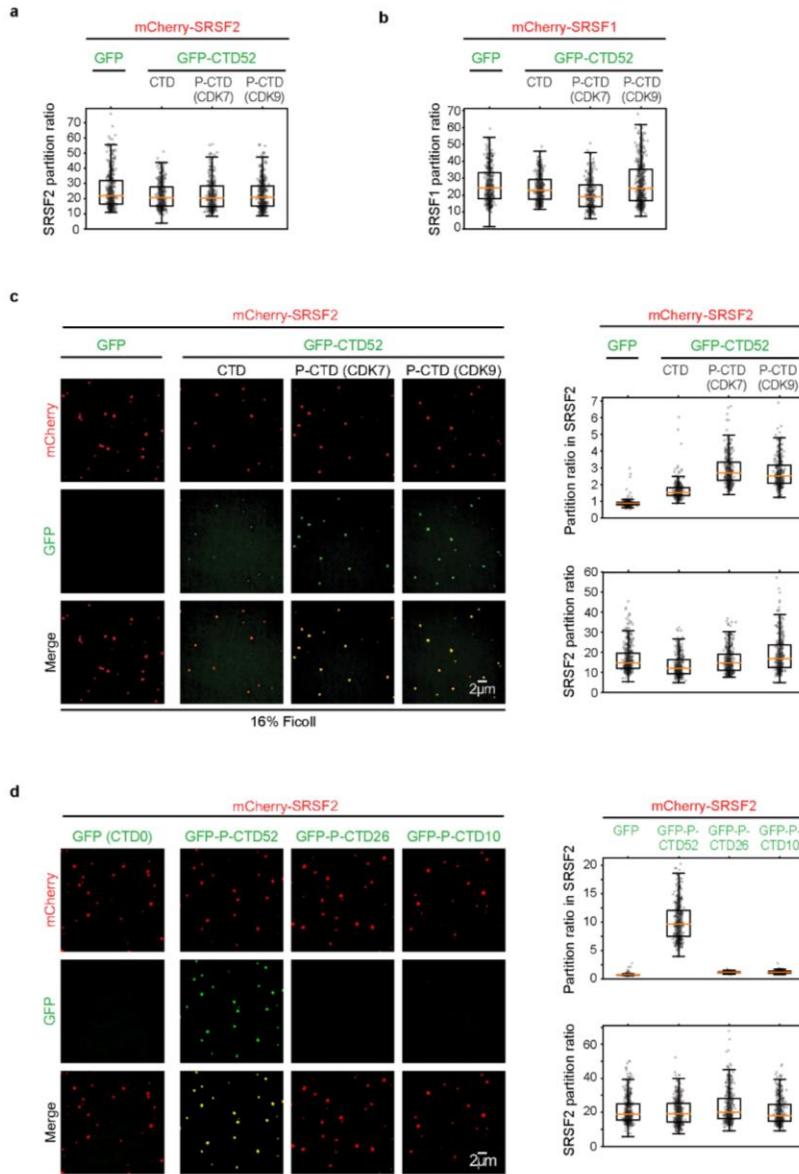 a
mCherry-SRSF2
GFP GFP-CTD52
CTD P-CTD P-CTD
(CDK7) (CDK9)
SRSF2 partition ratio
70
60
50
40
30
20
10
0
b
mCherry-SRSF1
GFP GFP-CTD52
CTD P-CTD P-CTD
(CDK7) (CDK9)
SRSF1 partition ratio
70
60
50
40
30
20
10
0
c
mCherry-SRSF2
GFP GFP-CTD52
CTD P-CTD (CDK7) P-CTD (CDK9)
mCherry
GFP
Merge
2μm
16% Ficoll
mCherry-SRSF2
GFP GFP-CTD52
CTD P-CTD P-CTD
(CDK7) (CDK9)
Partition ratio in SRSF2
7
6
5
4
3
2
1
0
SRSF2 partition ratio
60
50
40
30
20
10
0
d
mCherry-SRSF2
GFP (CTD0) GFP-P-CTD52 GFP-P-CTD26 GFP-P-CTD10
mCherry
GFP
Merge
2μm
mCherry-SRSF2
GFP GFP-P- GFP-P- GFP-P-
CTD52 CTD26 CTD10
Partition ratio in SRSF2
20
15
10
5
0
SRSF2 partition ratio
60
40
20
0